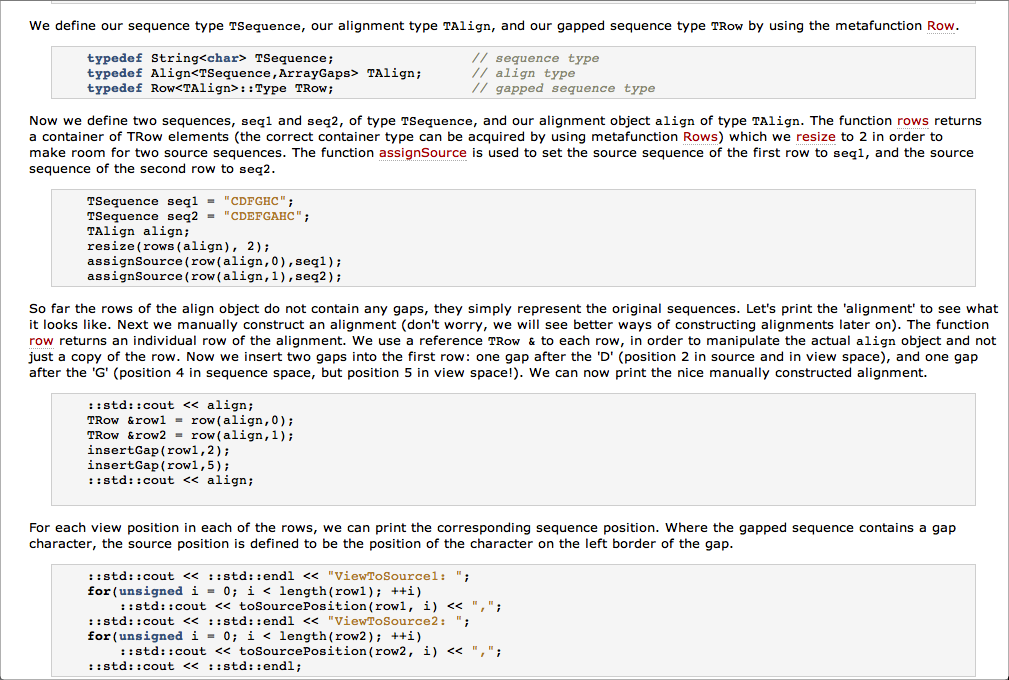 We define our sequence type TSequence, our alignment type TAlign, and our gapped sequence type TRow by using the metafunction Row.
typedef String<char> TSequence;                 // sequence type
typedef Align<TSequence,ArrayGaps> TAlign;      // align type
typedef Row<TAlign>::Type TRow;                 // gapped sequence type
Now we define two sequences, seq1 and seq2, of type TSequence, and our alignment object align of type TAlign. The function rows returns
a container of TRow elements (the correct container type can be acquired by using metafunction Rows) which we resize to 2 in order to
make room for two source sequences. The function assignSource is used to set the source sequence of the first row to seq1, and the source
sequence of the second row to seq2.
TSequence seq1 = "CDFGHC";
TSequence seq2 = "CDEFGAHC";
TAlign align;
resize(rows(align), 2);
assignSource(row(align,0),seq1);
assignSource(row(align,1),seq2);
So far the rows of the align object do not contain any gaps, they simply represent the original sequences. Let's print the 'alignment' to see what
it looks like. Next we manually construct an alignment (don't worry, we will see better ways of constructing alignments later on). The function
row returns an individual row of the alignment. We use a reference TRow & to each row, in order to manipulate the actual align object and not
just a copy of the row. Now we insert two gaps into the first row: one gap after the 'D' (position 2 in source and in view space), and one gap
after the 'G' (position 4 in sequence space, but position 5 in view space!). We can now print the nice manually constructed alignment.
::std::cout << align;
TRow &row1 = row(align,0);
TRow &row2 = row(align,1);
insertGap(row1,2);
insertGap(row1,5);
::std::cout << align;
For each view position in each of the rows, we can print the corresponding sequence position. Where the gapped sequence contains a gap
character, the source position is defined to be the position of the character on the left border of the gap.
::std::cout << ::std::endl << "ViewToSource1: ";
for(unsigned i = 0; i < length(row1); ++i)
    ::std::cout << toSourcePosition(row1, i) << ",";
::std::cout << ::std::endl << "ViewToSource2: ";
for(unsigned i = 0; i < length(row2); ++i)
    ::std::cout << toSourcePosition(row2, i) << ",";
::std::cout << ::std::endl;